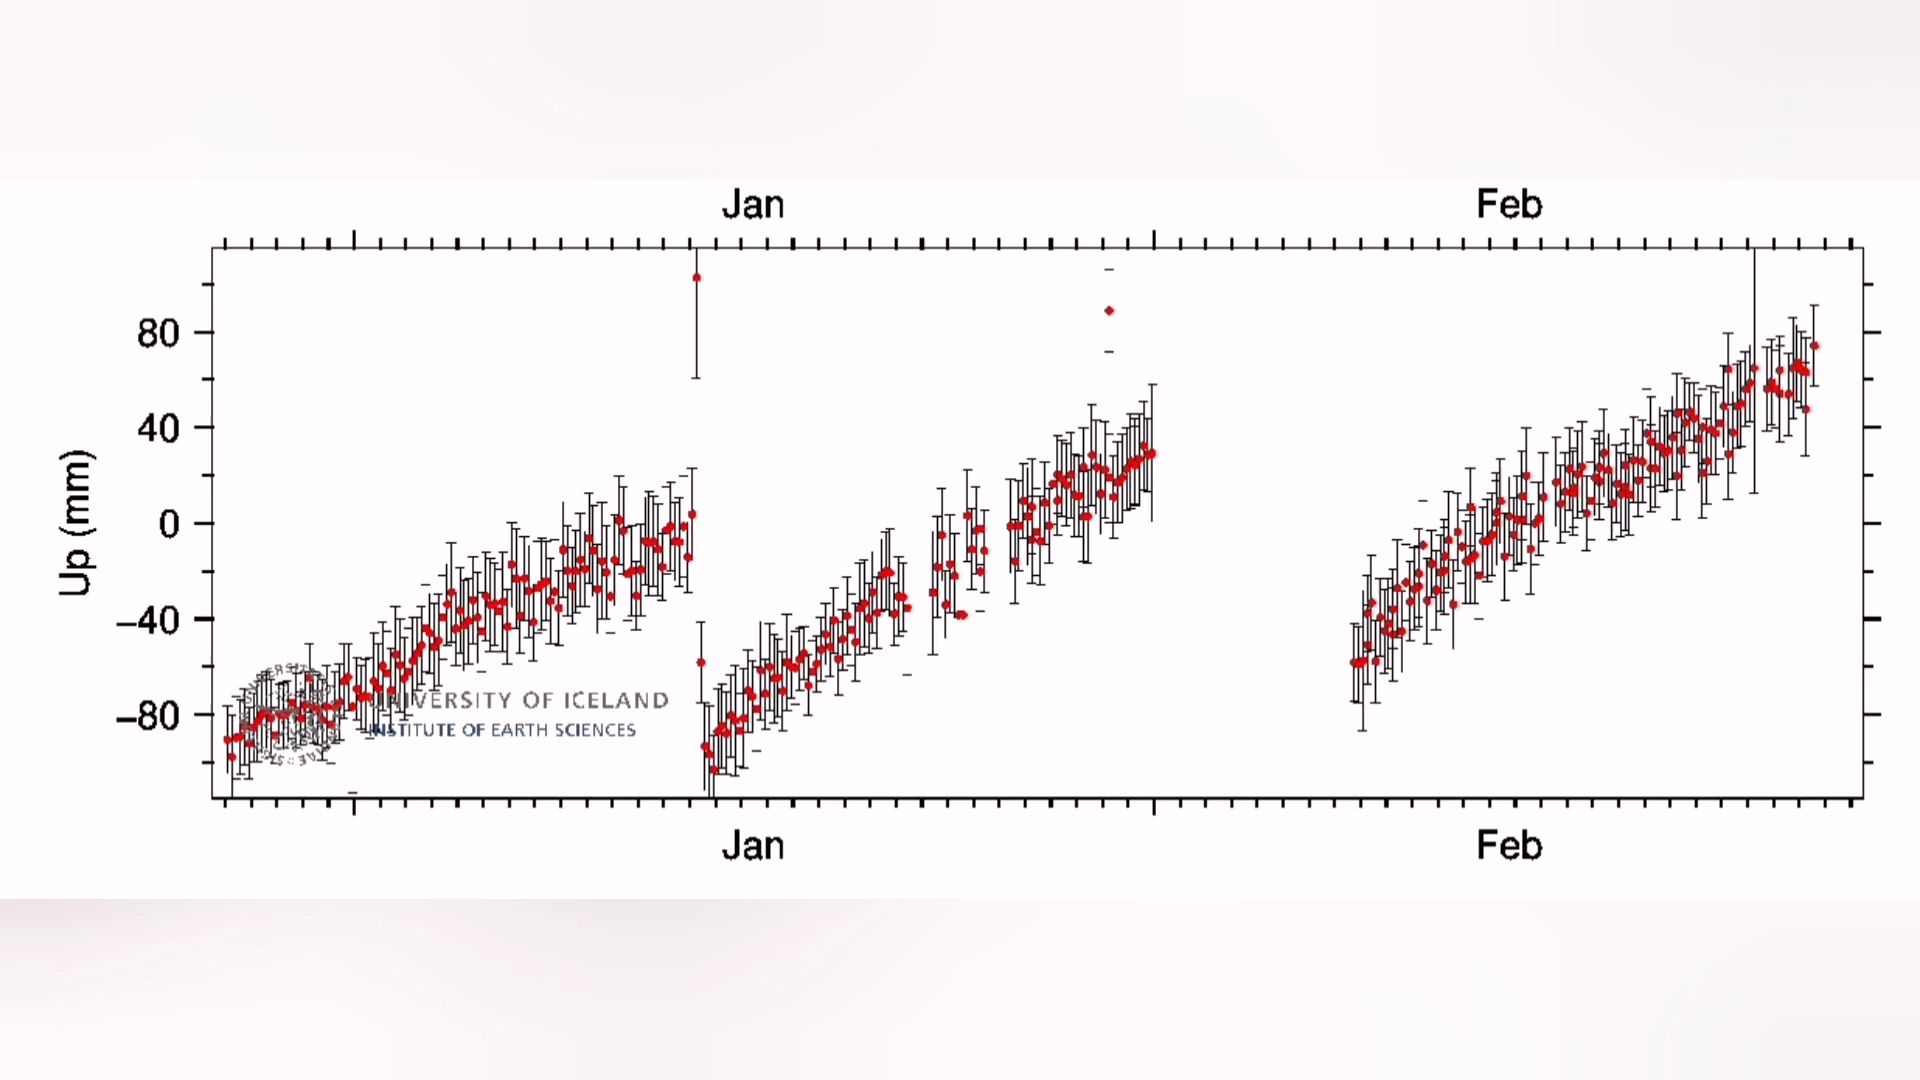 Jan Feb
80
40
0
−40
−80
Up (mm)
UNIVERSITY OF ICELAND
INSTITUTE OF EARTH SCIENCES
Jan Feb